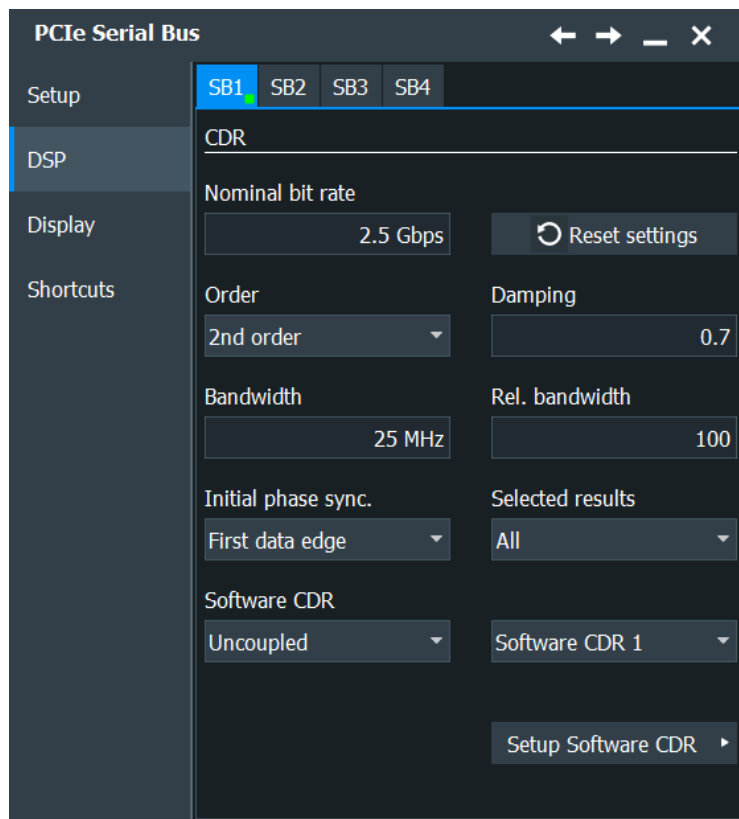 PCIe Serial Bus
Setup
DSP
Display
Shortcuts
SB1 SB2 SB3 SB4
CDR
Nominal bit rate
2.5 Gbps
Reset settings
Order
Damping
2nd order
0.7
Bandwidth
Rel. bandwidth
25 MHz
100
Initial phase sync.
Selected results
First data edge
All
Software CDR
Uncoupled
Software CDR 1
Setup Software CDR